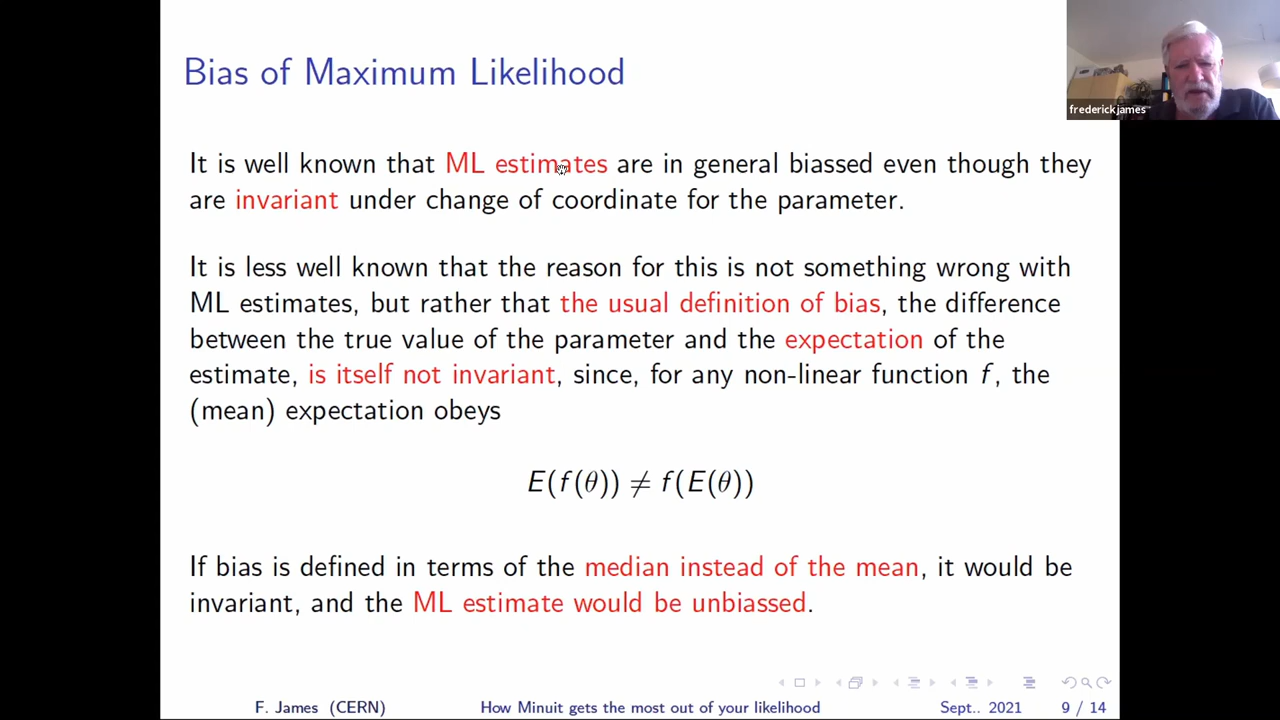 Bias of Maximum Likelihood
frederick james
It is well known that ML estimates are in general biassed even though they
are invariant under change of coordinate for the parameter.
It is less well known that the reason for this is not something wrong with
ML estimates, but rather that the usual definition of bias, the difference
between the true value of the parameter and the expectation of the
estimate, is itself not invariant, since, for any non-linear function f, the
(mean) expectation obeys
E(f(θ)) ≠ f(E(θ))
If bias is defined in terms of the median instead of the mean, it would be
invariant, and the ML estimate would be unbiassed.
F. James (CERN) How Minuit gets the most out of your likelihood Sept.. 2021 9 / 14